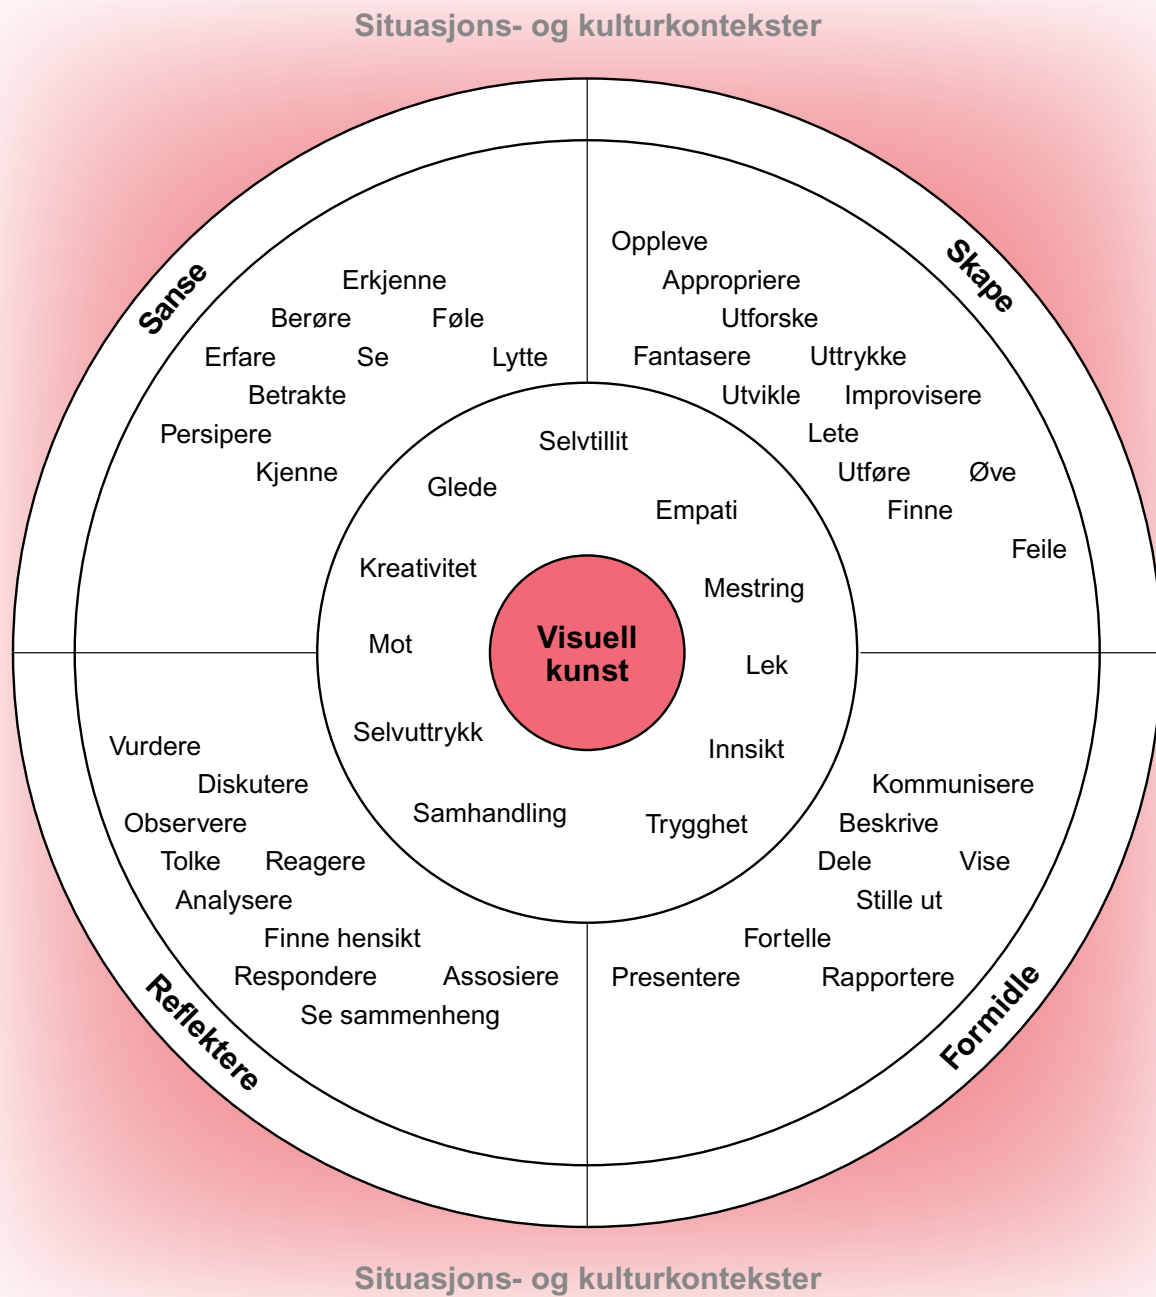 Situasjons- og kulturkontekster
Sanse
Erkjenne
Berøre Føle
Erfare Se Lytte
Betrakte
Persipere
Kjenne
Skape
Oppleve
Appropriere
Utforske
Fantasere Uttrykke
Utvikle Improvisere
Lete
Utføre Øve
Finne
Feile
Selvtillit
Glede
Empati
Kreativitet
Mestring
Mot
Lek
Selvuttrykk
Innsikt
Samhandling
Trygghet
Visuell
kunst
Reflektere
Vurdere
Diskutere
Observere
Tolke Reagere
Analysere
Finne hensikt
Respondere Assosiere
Se sammenheng
Formidle
Kommunisere
Beskrive
Dele Vise
Stille ut
Fortelle
Presentere Rapportere
Situasjons- og kulturkontekster